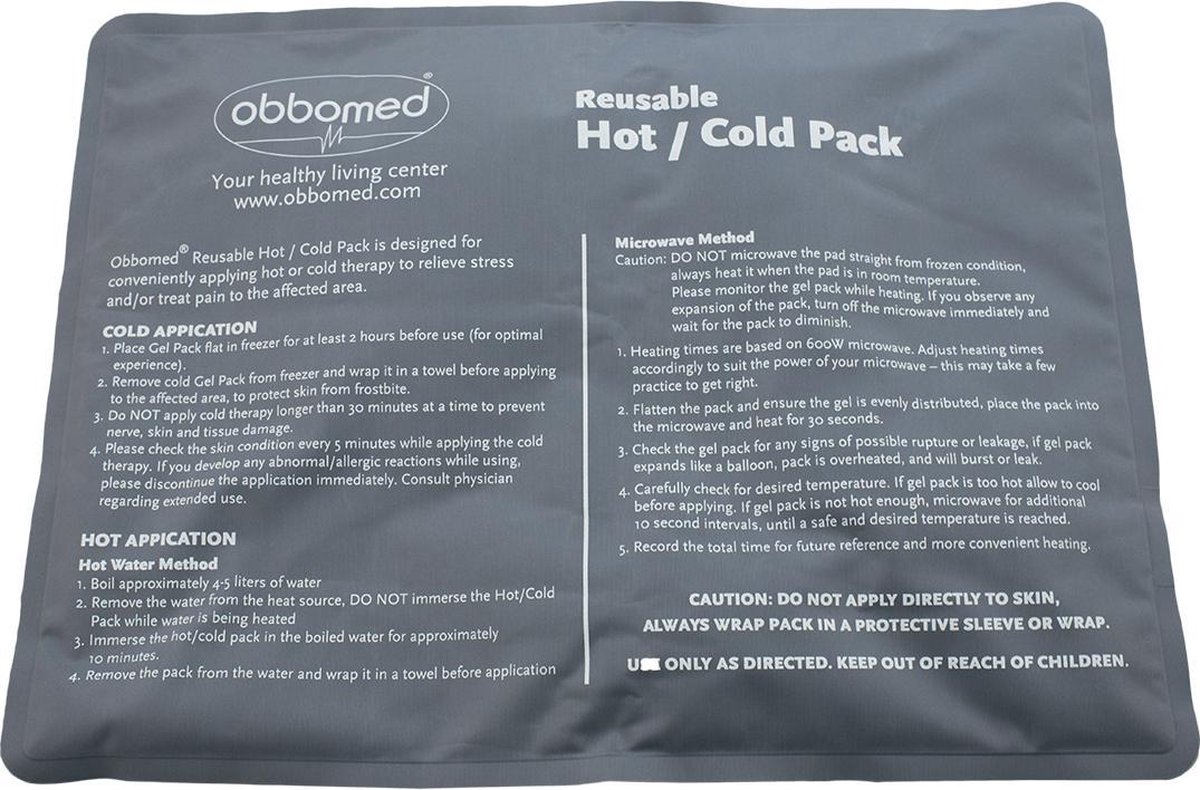 obbomed®
Your healthy living center
www.obbomed.com
Reusable
Hot / Cold Pack
Obbomed® Reusable Hot / Cold Pack is designed for
conveniently applying hot or cold therapy to relieve stress
and/or treat pain to the affected area.
COLD APPICATION
1. Place Gel Pack flat in freezer for at least 2 hours before use (for optimal
experience).
2. Remove cold Gel Pack from freezer and wrap it in a towel before applying
to the affected area, to protect skin from frostbite.
3. Do NOT apply cold therapy longer than 30 minutes at a time to prevent
nerve, skin and tissue damage.
4. Please check the skin condition every 5 minutes while applying the cold
therapy. If you develop any abnormal/allergic reactions while using,
please discontinue the application immediately. Consult physician
regarding extended use.
HOT APPICATION
Hot Water Method
1. Boil approximately 4-5 liters of water
2. Remove the water from the heat source, DO NOT immerse the Hot/Cold
Pack while water is being heated
3. Immerse the hot/cold pack in the boiled water for approximately
10 minutes.
4. Remove the pack from the water and wrap it in a towel before application
Microwave Method
Caution: DO NOT microwave the pad straight from frozen condition,
always heat it when the pad is in room temperature.
Please monitor the gel pack while heating. If you observe any
expansion of the pack, turn off the microwave immediately and
wait for the pack to diminish.
1. Heating times are based on 600W microwave. Adjust heating times
accordingly to suit the power of your microwave – this may take a few
practice to get right.
2. Flatten the pack and ensure the gel is evenly distributed, place the pack into
the microwave and heat for 30 seconds.
3. Check the gel pack for any signs of possible rupture or leakage, if gel pack
expands like a balloon, pack is overheated, and will burst or leak.
4. Carefully check for desired temperature. If gel pack is too hot allow to cool
before applying. If gel pack is not hot enough, microwave for additional
10 second intervals, until a safe and desired temperature is reached.
5. Record the total time for future reference and more convenient heating.
CAUTION: DO NOT APPLY DIRECTLY TO SKIN,
ALWAYS WRAP PACK IN A PROTECTIVE SLEEVE OR WRAP.
ONLY AS DIRECTED. KEEP OUT OF REACH OF CHILDREN.